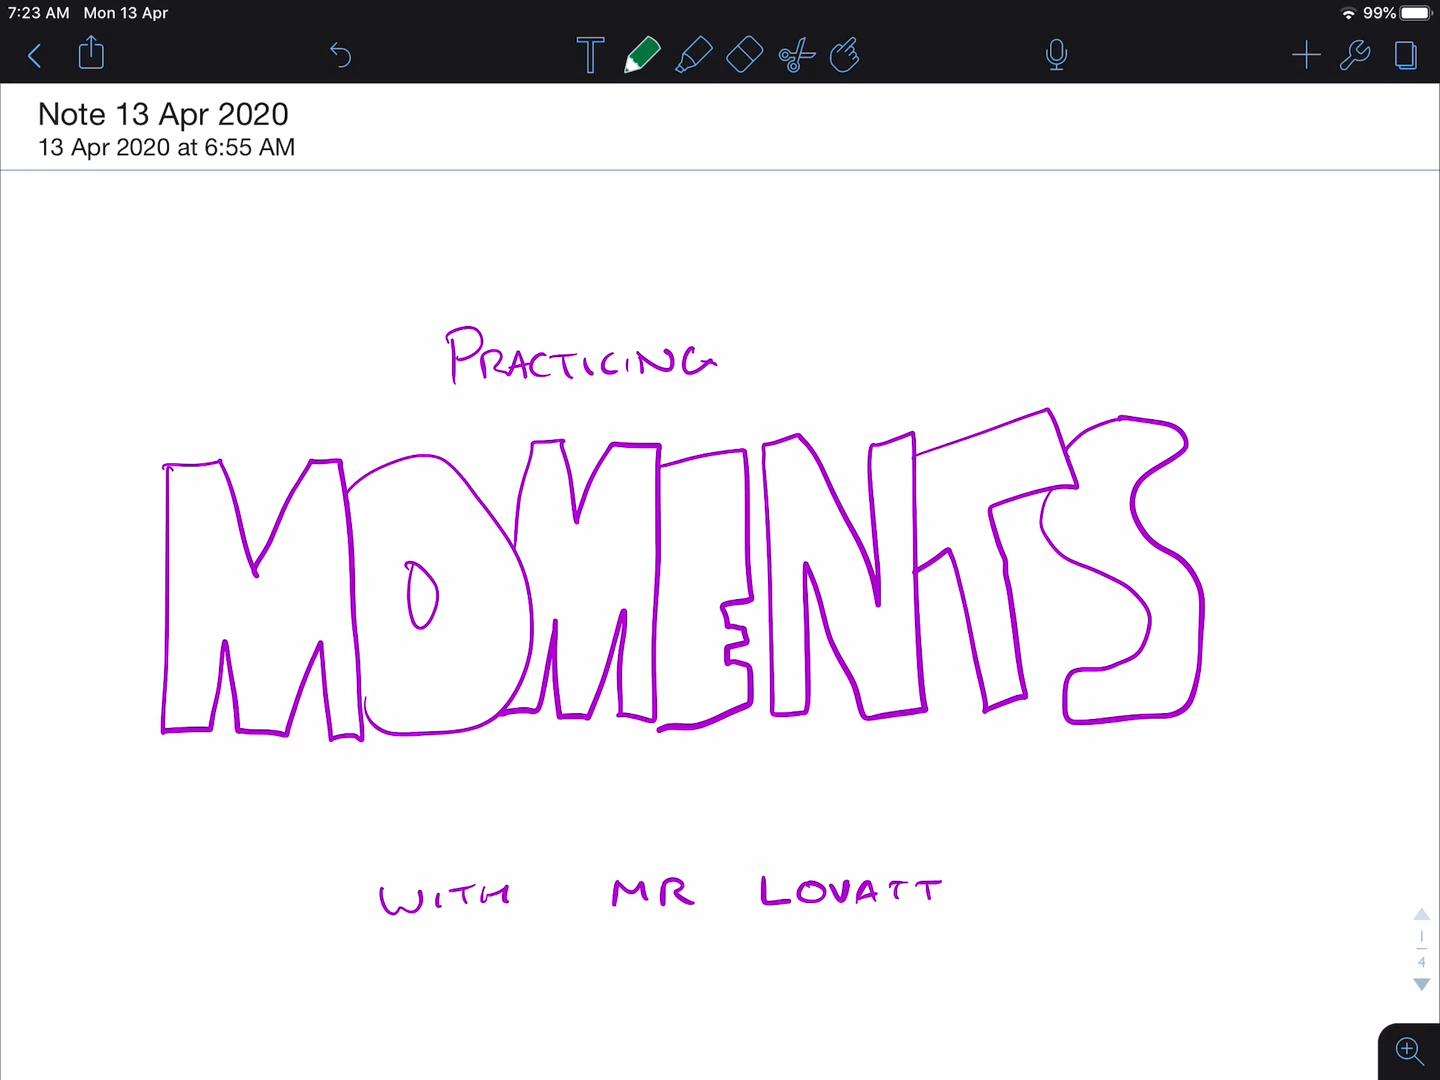 7:23 AM Mon 13 Apr 99%
T
Note 13 Apr 2020
13 Apr 2020 at 6:55 AM
PRACTICING
MOMENTS
WITH MR LOVATT
1
4